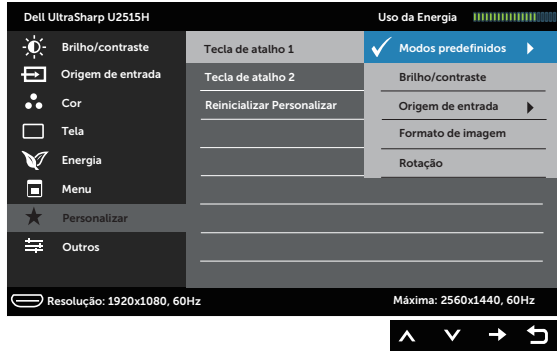 Dell UltraSharp U2515H Uso da Energia
Brilho/contraste
Origem de entrada
Cor
Tela
Energia
Menu
Personalizar
Outros
Tecla de atalho 1
Tecla de atalho 2
Reinicializar Personalizar
Modos predefinidos
Brilho/contraste
Origem de entrada
Formato de imagem
Rotação
Resolução: 1920x1080, 60Hz Máxima: 2560x1440, 60Hz